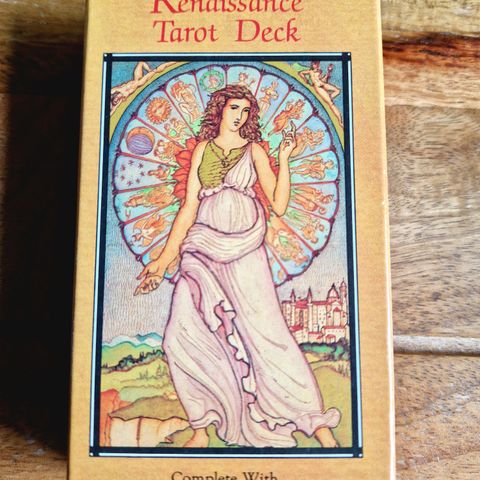 Renaissance
Tarot Deck
Complete With